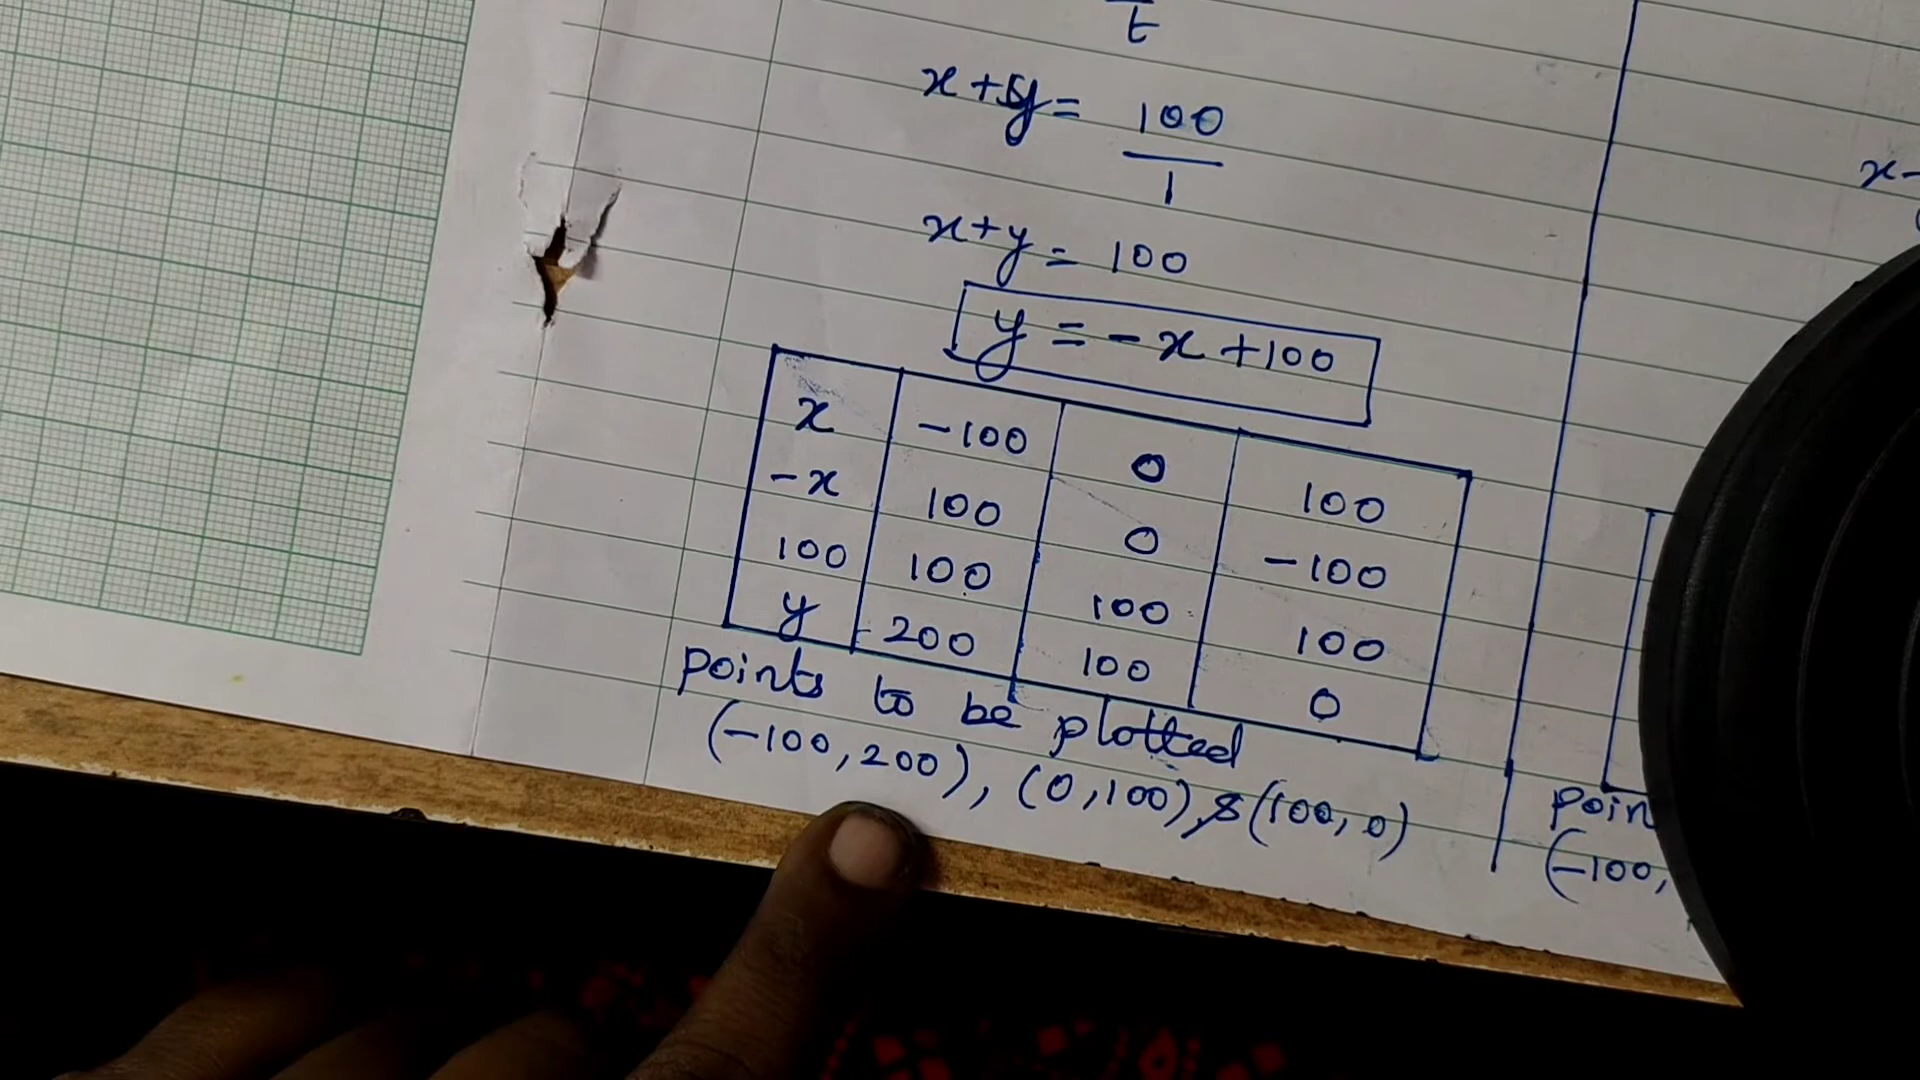 t
x + y = 100
1
x + y = 100
y = -x + 100
x -100 0 100
-x 100 0 -100
100 100 100 100
y 200 100 0
points to be plotted
(-100, 200), (0, 100), & (100, 0)
x-
poin
(-100,